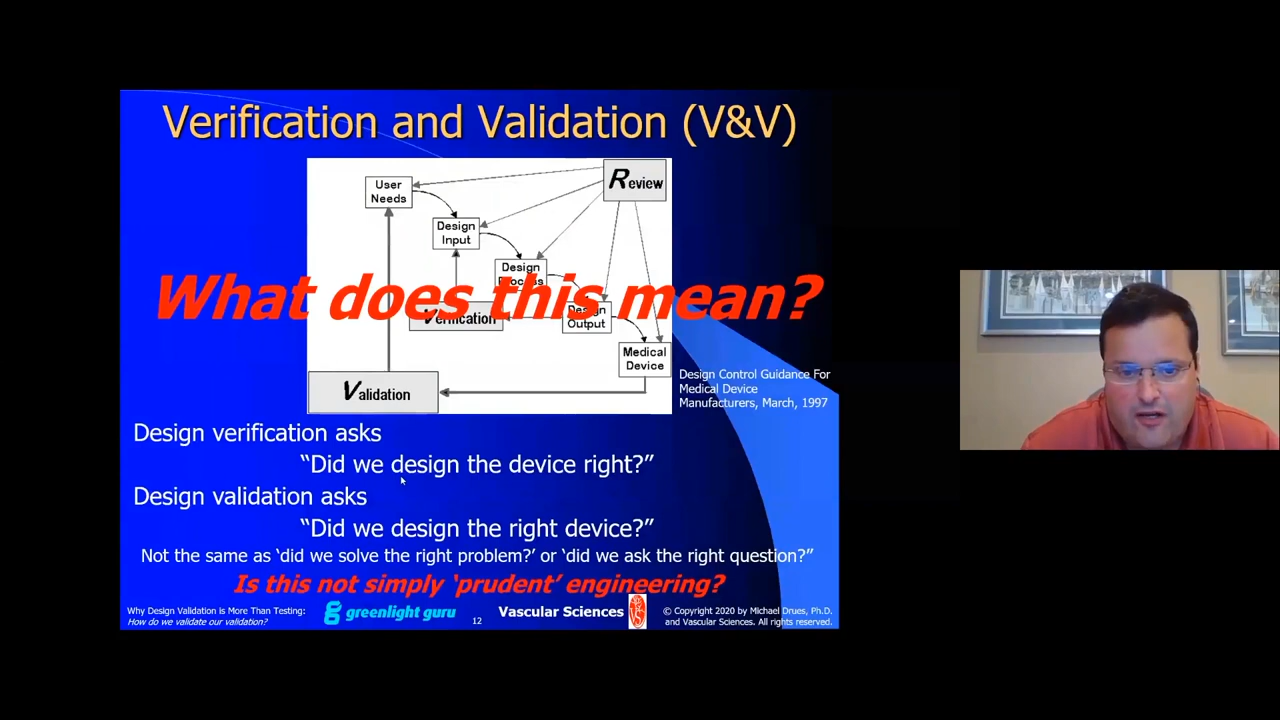 Verification and Validation (V&V)
Review
User
Needs
Design
Input
Design
Process
What does this mean?
Verification
Design
Output
Medical
Device
Validation
Design Control Guidance For
Medical Device
Manufacturers, March, 1997
Design verification asks
“Did we design the device right?”
Design validation asks
“Did we design the right device?”
Not the same as ‘did we solve the right problem?’ or ‘did we ask the right question?”
Is this not simply ‘prudent’ engineering?
Why Design Validation is More Than Testing:
How do we validate our validation?
greenlight guru
12
Vascular Sciences
© Copyright 2020 by Michael Drues, Ph.D.
and Vascular Sciences. All rights reserved.